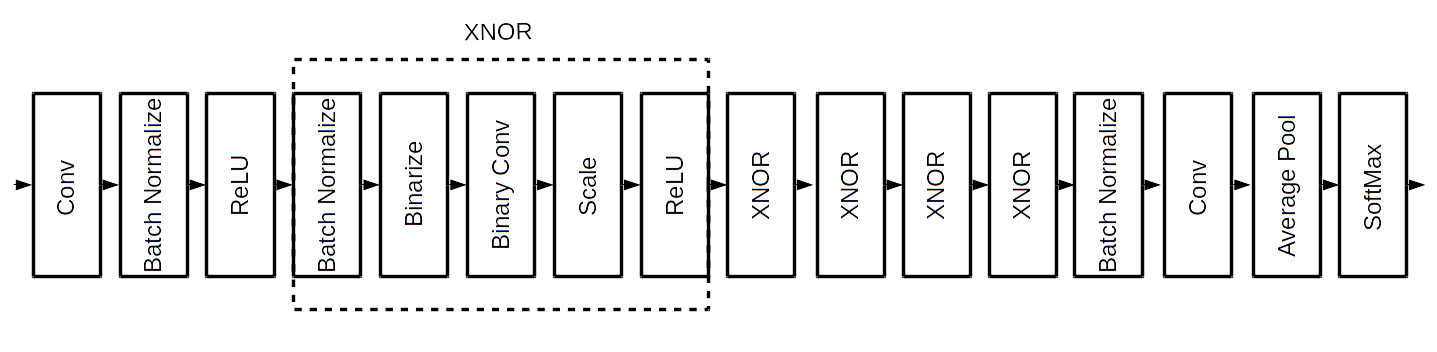 XNOR
Conv
Batch Normalize
ReLU
Batch Normalize
Binarize
Binary Conv
Scale
ReLU
XNOR
XNOR
XNOR
XNOR
Batch Normalize
Conv
Average Pool
SoftMax